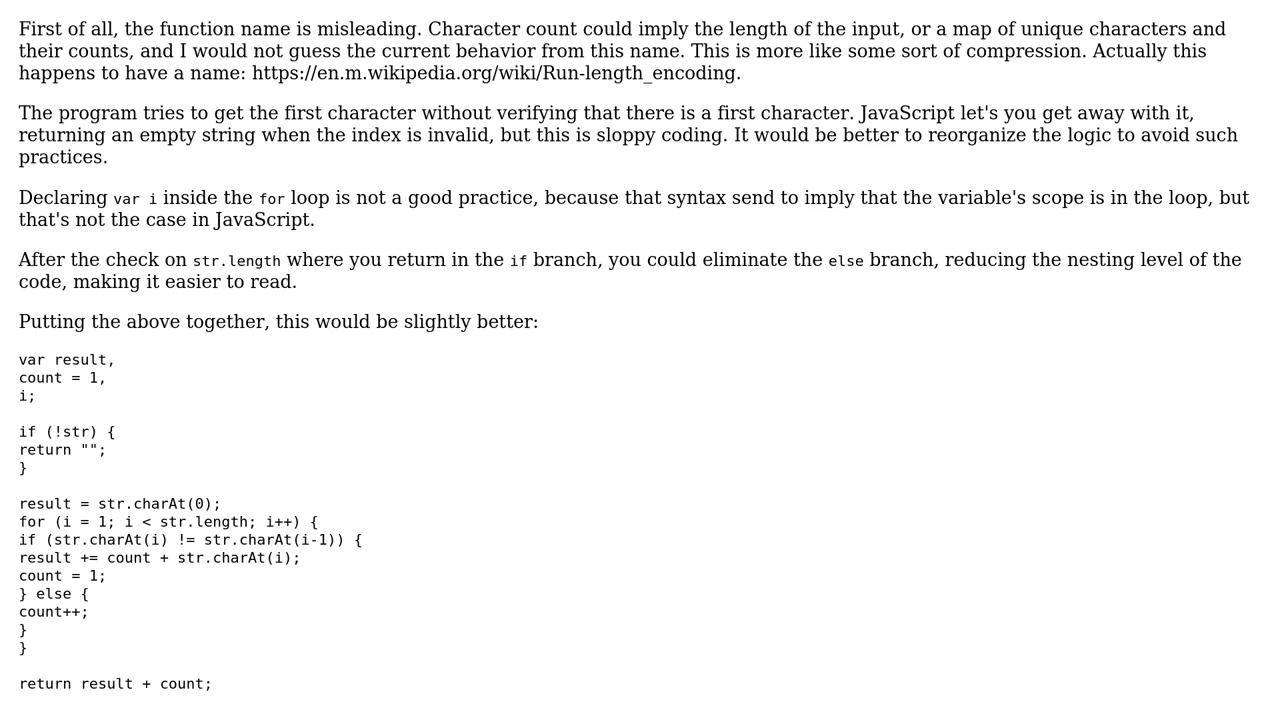 First of all, the function name is misleading. Character count could imply the length of the input, or a map of unique characters and
their counts, and I would not guess the current behavior from this name. This is more like some sort of compression. Actually this
happens to have a name: https://en.m.wikipedia.org/wiki/Run-length_encoding.
The program tries to get the first character without verifying that there is a first character. JavaScript let's you get away with it,
returning an empty string when the index is invalid, but this is sloppy coding. It would be better to reorganize the logic to avoid such
practices.
Declaring var i inside the for loop is not a good practice, because that syntax send to imply that the variable's scope is in the loop, but
that's not the case in JavaScript.
After the check on str.length where you return in the if branch, you could eliminate the else branch, reducing the nesting level of the
code, making it easier to read.
Putting the above together, this would be slightly better:
var result,
count = 1,
i;
if (!str) {
return "";
}
result = str.charAt(0);
for (i = 1; i < str.length; i++) {
if (str.charAt(i) != str.charAt(i-1)) {
result += count + str.charAt(i);
count = 1;
} else {
count++;
}
}
return result + count;